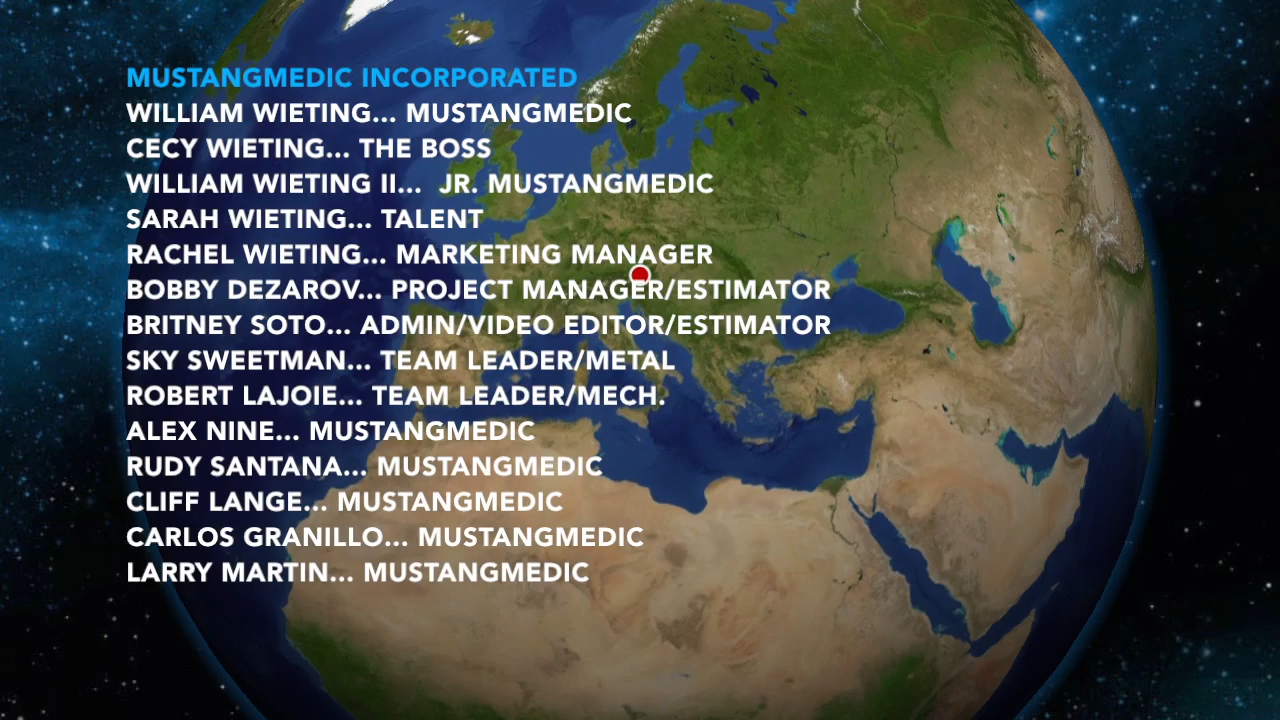 MUSTANGMEDIC INCORPORATED
WILLIAM WIETING... MUSTANGMEDIC
CECY WIETING... THE BOSS
WILLIAM WIETING II...  JR. MUSTANGMEDIC
SARAH WIETING... TALENT
RACHEL WIETING... MARKETING MANAGER
BOBBY DEZAROV... PROJECT MANAGER/ESTIMATOR
BRITNEY SOTO... ADMIN/VIDEO EDITOR/ESTIMATOR
SKY SWEETMAN... TEAM LEADER/METAL
ROBERT LAJOIE... TEAM LEADER/MECH.
ALEX NINE... MUSTANGMEDIC
RUDY SANTANA... MUSTANGMEDIC
CLIFF LANGE... MUSTANGMEDIC
CARLOS GRANILLO... MUSTANGMEDIC
LARRY MARTIN... MUSTANGMEDIC